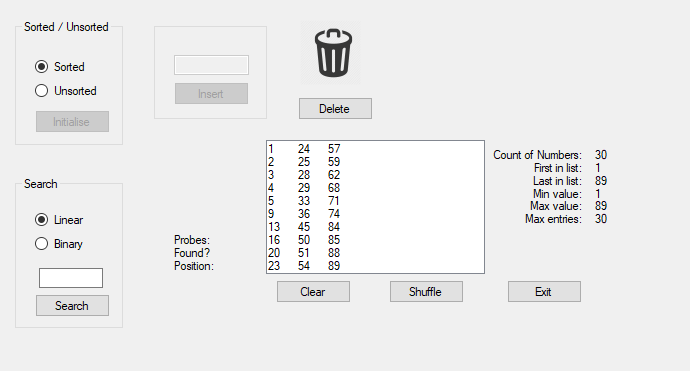 Sorted / Unsorted
Sorted
Unsorted
Initialise
Insert
Delete
Search
Linear
Binary
Search
Probes:
Found?
Position:
1 24 57
2 25 59
3 28 62
4 29 68
5 33 71
9 36 74
13 45 84
16 50 85
20 51 88
23 54 89
Count of Numbers: 30
First in list: 1
Last in list: 89
Min value: 1
Max value: 89
Max entries: 30
Clear
Shuffle
Exit